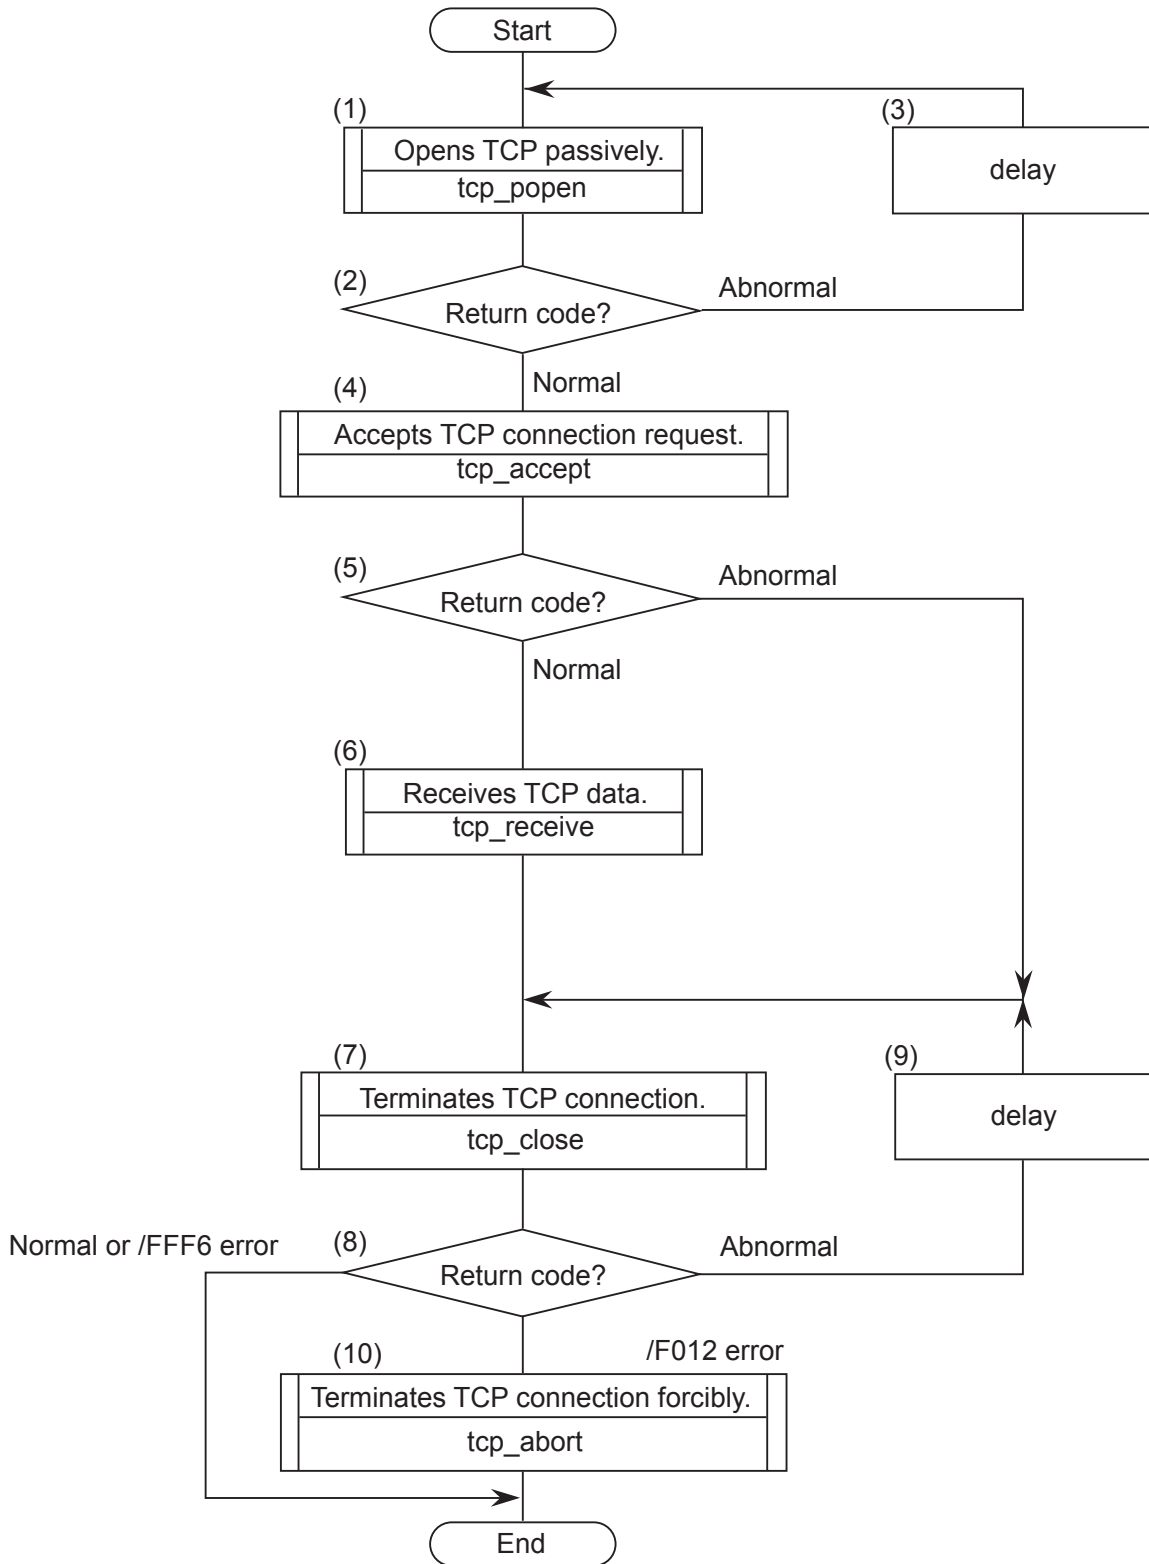 Start
(1)
Opens TCP passively.
tcp_popen
(3)
delay
(2)
Return code?
Abnormal
Normal
(4)
Accepts TCP connection request.
tcp_accept
(5)
Return code?
Abnormal
Normal
(6)
Receives TCP data.
tcp_receive
(7)
Terminates TCP connection.
tcp_close
(9)
delay
Normal or /FFF6 error
(8)
Return code?
Abnormal
(10)
/F012 error
Terminates TCP connection forcibly.
tcp_abort
End